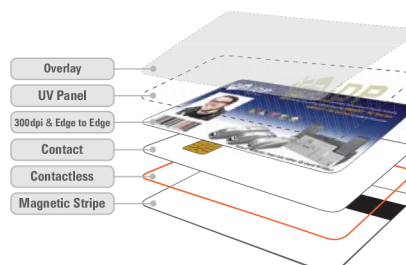 Overlay
UV Panel
300dpi & Edge to Edge
Contact
Contactless
Magnetic Stripe